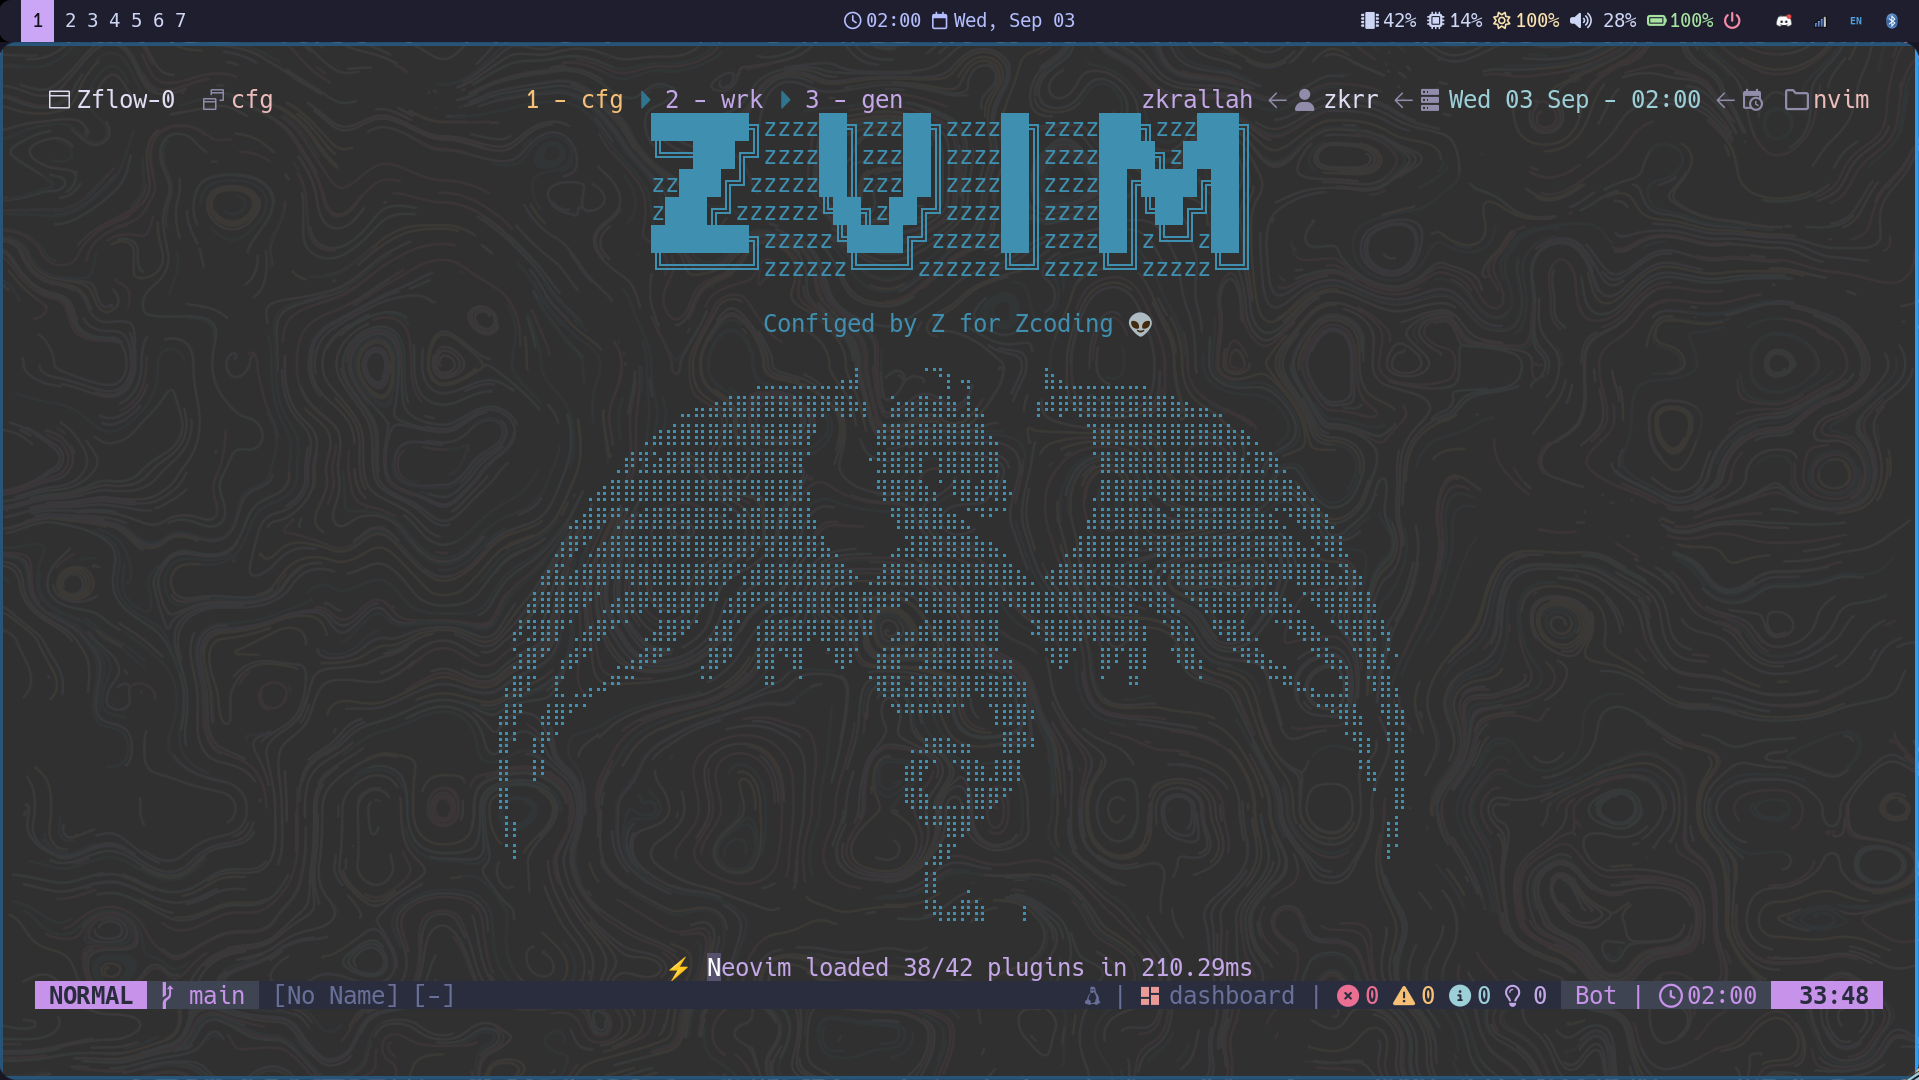 1 2 3 4 5 6 7 02:00 Wed, Sep 03 42% 14% 100% 28% 100% EN
Zflow-0 cfg 1 - cfg 2 - wrk 3 - gen zkrallah ← zkrr ← Wed 03 Sep - 02:00 ← nvim
ZVIM
Configed by Z for Zcoding 👽
⚡ Neovim loaded 38/42 plugins in 210.29ms
NORMAL main [No Name] [-] | dashboard | 0 0 0 0 Bot | 02:00 33:48